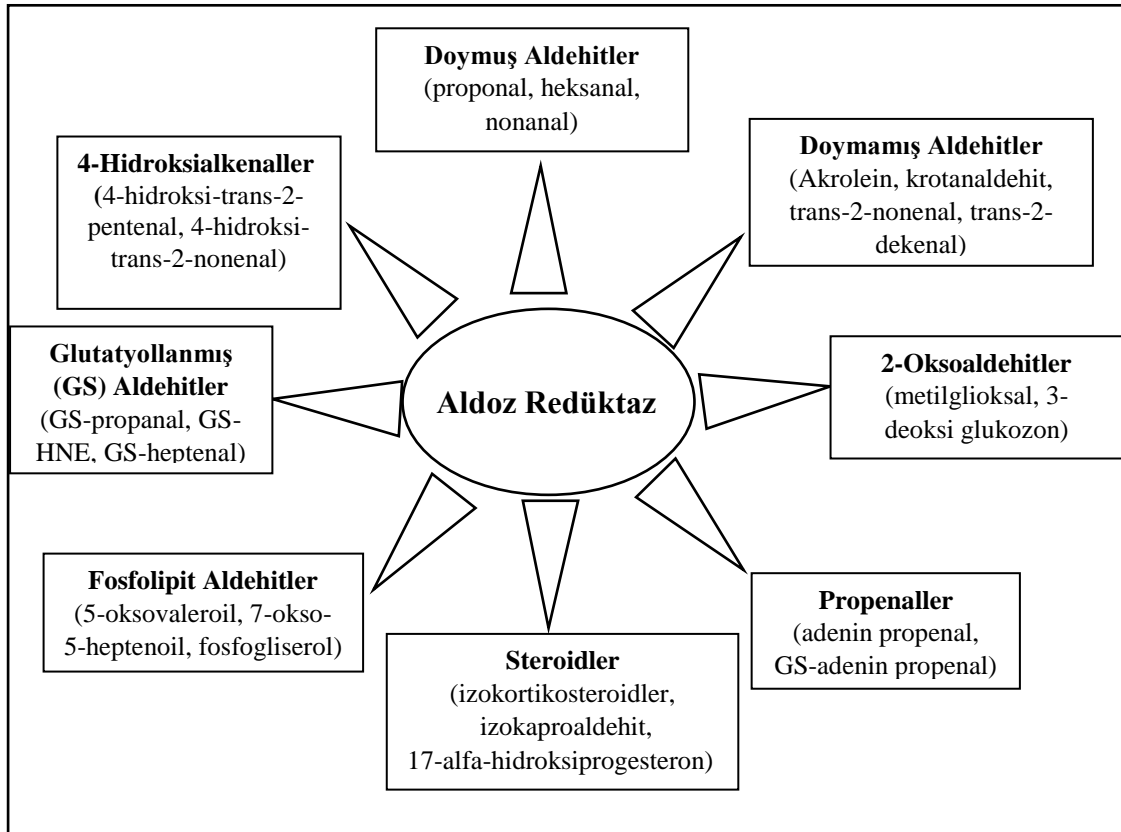 Doymuş Aldehitler
(proponal, heksanal,
nonanal)
4-Hidroksialkenaller
(4-hidroksi-trans-2-
pentenal, 4-hidroksi-
trans-2-nonenal)
Doymamış Aldehitler
(Akrolein, krotanaldehit,
trans-2-nonenal, trans-2-
dekenal)
Glutatyollanmış
(GS) Aldehitler
(GS-propanal, GS-
HNE, GS-heptenal)
Aldoz Redüktaz
2-Oksoaldehitler
(metilglioksal, 3-
deoksi glukozon)
Fosfolipit Aldehitler
(5-oksovaleroil, 7-okso-
5-heptenoil, fosfogliserol)
Steroidler
(izokortikosteroidler,
izokaproaldehit,
17-alfa-hidroksiprogesteron)
Propenaller
(adenin propenal,
GS-adenin propenal)